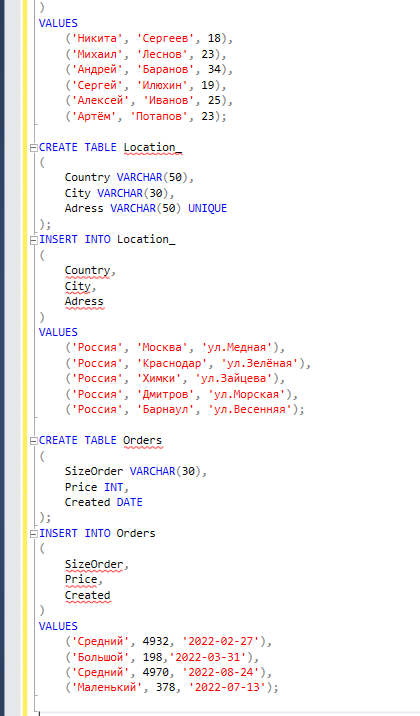 )
VALUES
('Никита', 'Сергеев', 18),
('Михаил', 'Леснов', 23),
('Андрей', 'Баранов', 34),
('Сергей', 'Илюхин', 19),
('Алексей', 'Иванов', 25),
('Артём', 'Потапов', 23);
CREATE TABLE Location_
(
Country VARCHAR(50),
City VARCHAR(30),
Adress VARCHAR(50) UNIQUE
);
INSERT INTO Location_
(
Country,
City,
Adress
)
VALUES
('Россия', 'Москва', 'ул.Медная'),
('Россия', 'Краснодар', 'ул.Зелёная'),
('Россия', 'Химки', 'ул.Зайцева'),
('Россия', 'Дмитров', 'ул.Морская'),
('Россия', 'Барнаул', 'ул.Весенняя');
CREATE TABLE Orders
(
SizeOrder VARCHAR(30),
Price INT,
Created DATE
);
INSERT INTO Orders
(
SizeOrder,
Price,
Created
)
VALUES
('Средний', 4932, '2022-02-27'),
('Большой', 198,'2022-03-31'),
('Средний', 4970, '2022-08-24'),
('Маленький', 378, '2022-07-13');